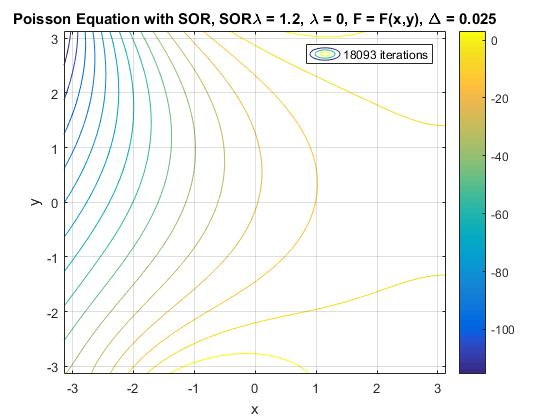 Poisson Equation with SOR, SORλ = 1.2, λ = 0, F = F(x,y), Δ = 0.025
18093 iterations
3
2
1
0
-1
-2
-3
y
-3 -2 -1 0 1 2 3
x
0
-20
-40
-60
-80
-100